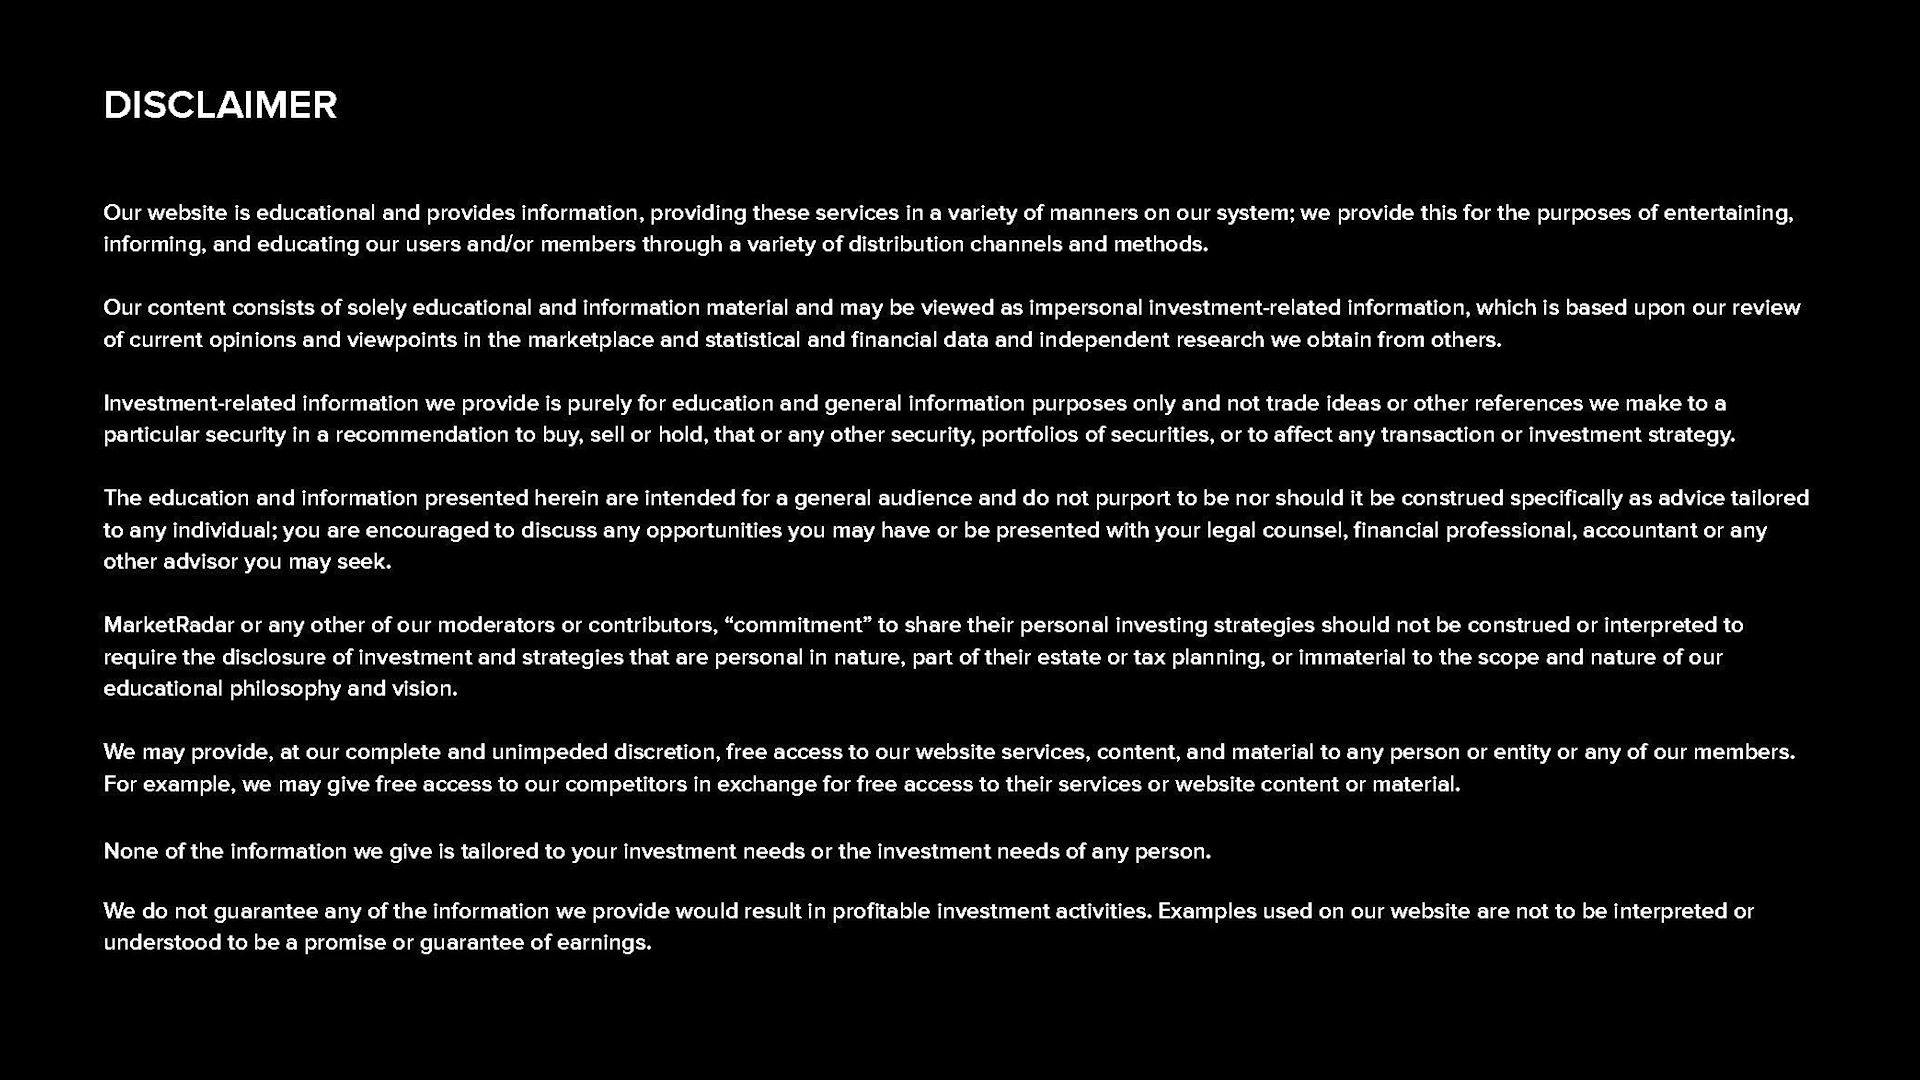 DISCLAIMER
Our website is educational and provides information, providing these services in a variety of manners on our system; we provide this for the purposes of entertaining,
informing, and educating our users and/or members through a variety of distribution channels and methods.
Our content consists of solely educational and information material and may be viewed as impersonal investment-related information, which is based upon our review
of current opinions and viewpoints in the marketplace and statistical and financial data and independent research we obtain from others.
Investment-related information we provide is purely for education and general information purposes only and not trade ideas or other references we make to a
particular security in a recommendation to buy, sell or hold, that or any other security, portfolios of securities, or to affect any transaction or investment strategy.
The education and information presented herein are intended for a general audience and do not purport to be nor should it be construed specifically as advice tailored
to any individual; you are encouraged to discuss any opportunities you may have or be presented with your legal counsel, financial professional, accountant or any
other advisor you may seek.
MarketRadar or any other of our moderators or contributors, “commitment” to share their personal investing strategies should not be construed or interpreted to
require the disclosure of investment and strategies that are personal in nature, part of their estate or tax planning, or immaterial to the scope and nature of our
educational philosophy and vision.
We may provide, at our complete and unimpeded discretion, free access to our website services, content, and material to any person or entity or any of our members.
For example, we may give free access to our competitors in exchange for free access to their services or website content or material.
None of the information we give is tailored to your investment needs or the investment needs of any person.
We do not guarantee any of the information we provide would result in profitable investment activities. Examples used on our website are not to be interpreted or
understood to be a promise or guarantee of earnings.